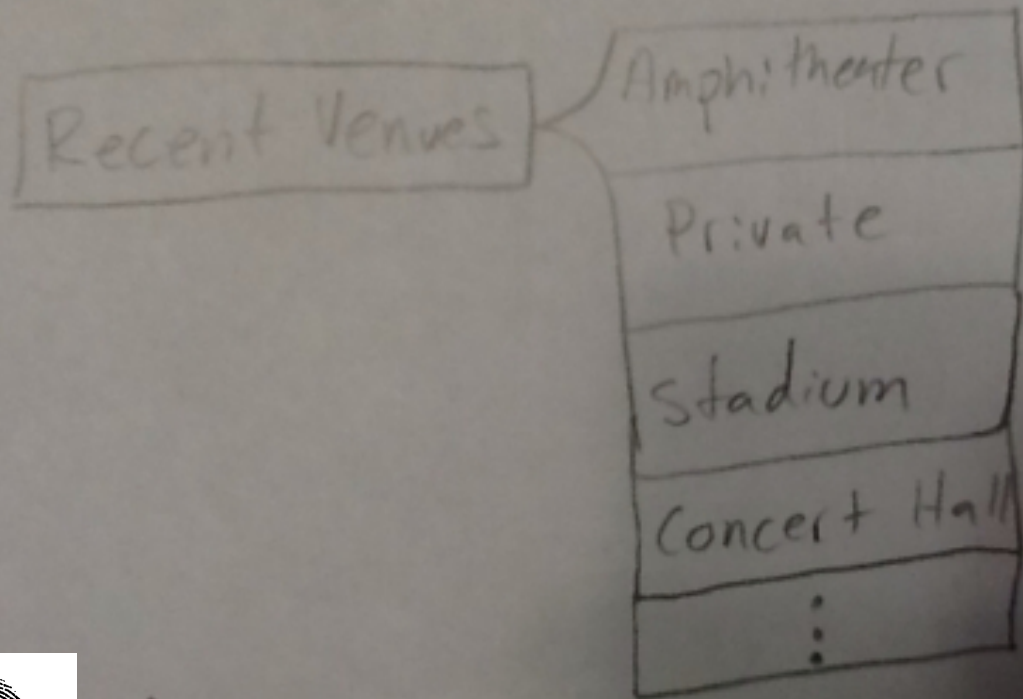 Recent Venues
Amphitheater
Private
Stadium
Concert Hall